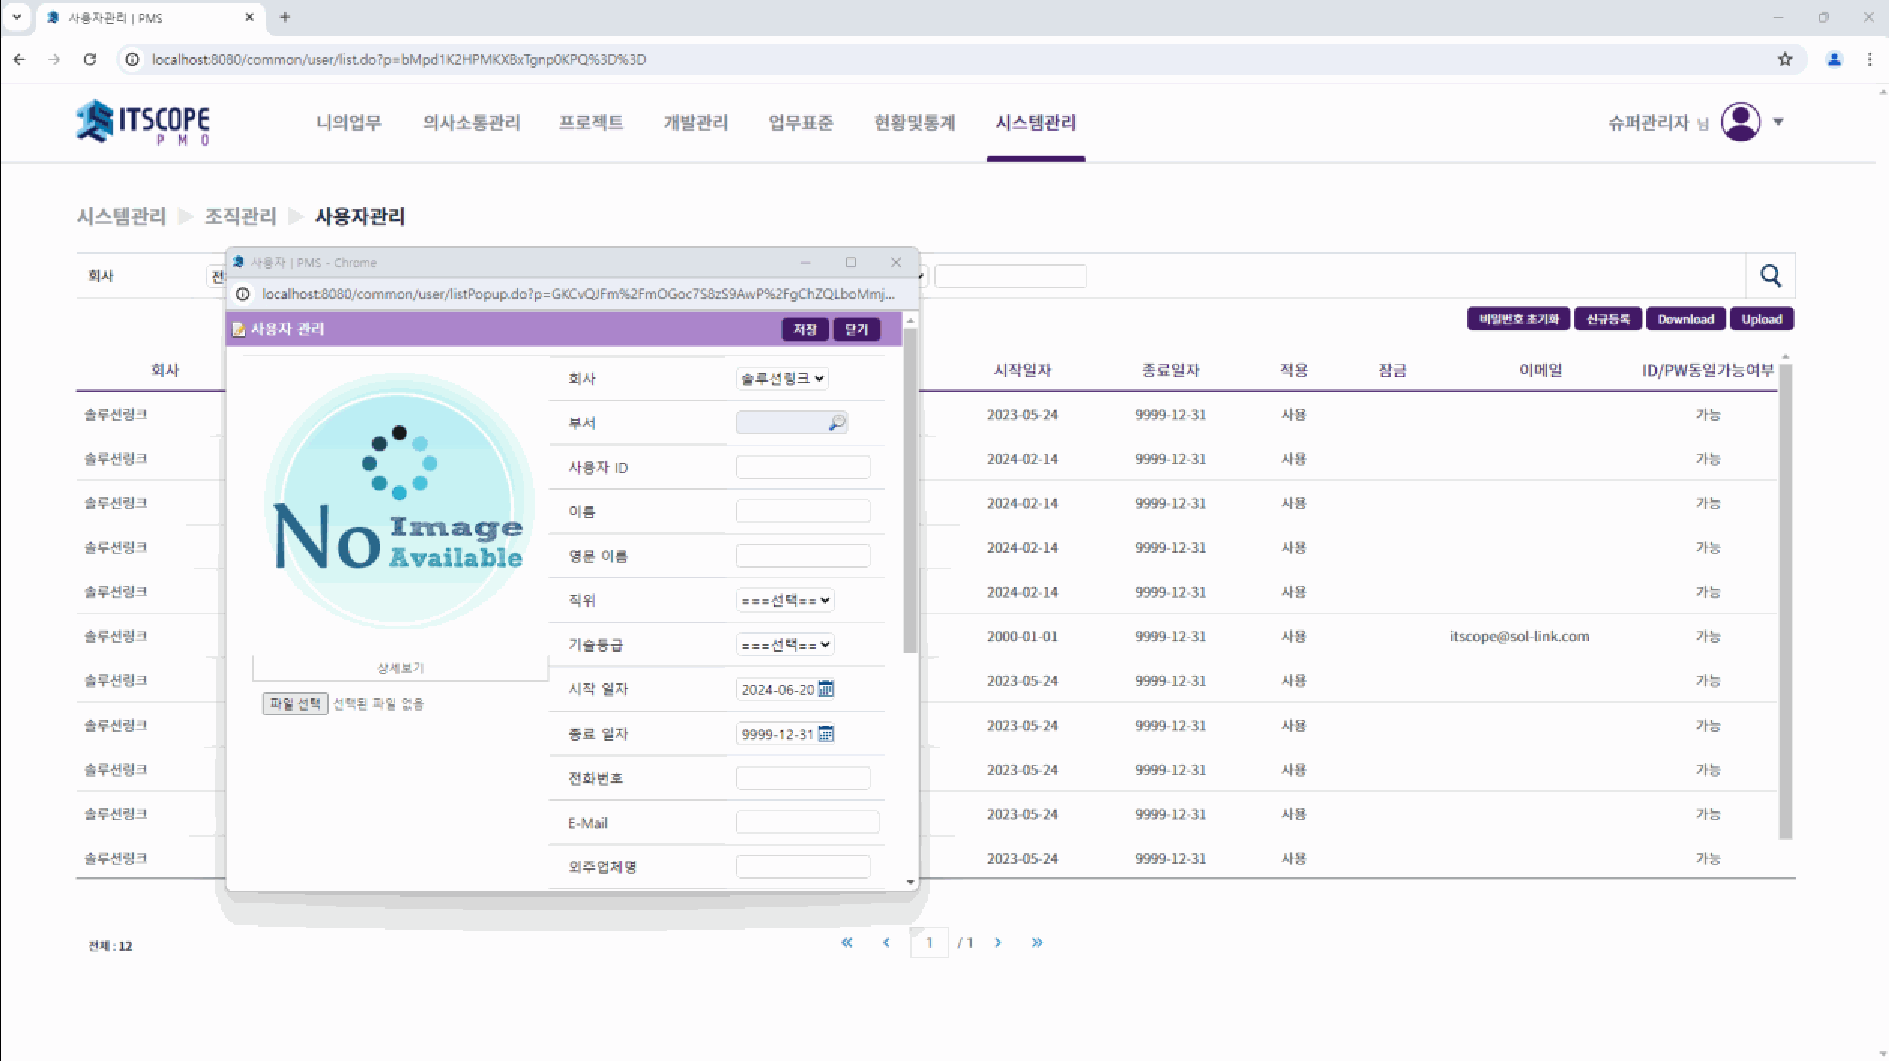 사용자관리 | PMS
localhost:8080/common/user/list.do?p=bMpd1K2HPMKXBxTgnp0KPQ%3D%3D
ITSCOPE
PMO
니의업무 의사소통관리 프로젝트 개발관리 업무표준 현황및통계 시스템관리
슈퍼관리자 님
시스템관리 조직관리 사용자관리
회사
비밀번호 초기화 신규등록 Download Upload
회사 시작일자 종료일자 적용 잠금 이메일 ID/PW동일가능여부
솔루션링크 2023-05-24 9999-12-31 사용 가능
솔루션링크 2024-02-14 9999-12-31 사용 가능
솔루션링크 2024-02-14 9999-12-31 사용 가능
솔루션링크 2024-02-14 9999-12-31 사용 가능
솔루션링크 2024-02-14 9999-12-31 사용 가능
솔루션링크 2000-01-01 9999-12-31 사용 itscope@sol-link.com 가능
솔루션링크 2023-05-24 9999-12-31 사용 가능
솔루션링크 2023-05-24 9999-12-31 사용 가능
솔루션링크 2023-05-24 9999-12-31 사용 가능
솔루션링크 2023-05-24 9999-12-31 사용 가능
솔루션링크 2023-05-24 9999-12-31 사용 가능
전체 : 12
1 / 1
사용자 | PMS - Chrome
localhost:8080/common/user/listPopup.do?p=GKCvQJFm%2FmOGoc7S8zS9AwP%2FgChZQLboMmj...
사용자 관리 저장 닫기
No Image Available
상세보기
파일 선택 선택된 파일 없음
회사 솔루션링크
부서
사용자 ID
이름
영문 이름
직위 ===선택==
기술등급 ===선택==
시작 일자 2024-06-20
종료 일자 9999-12-31
전화번호
E-Mail
외주업체명